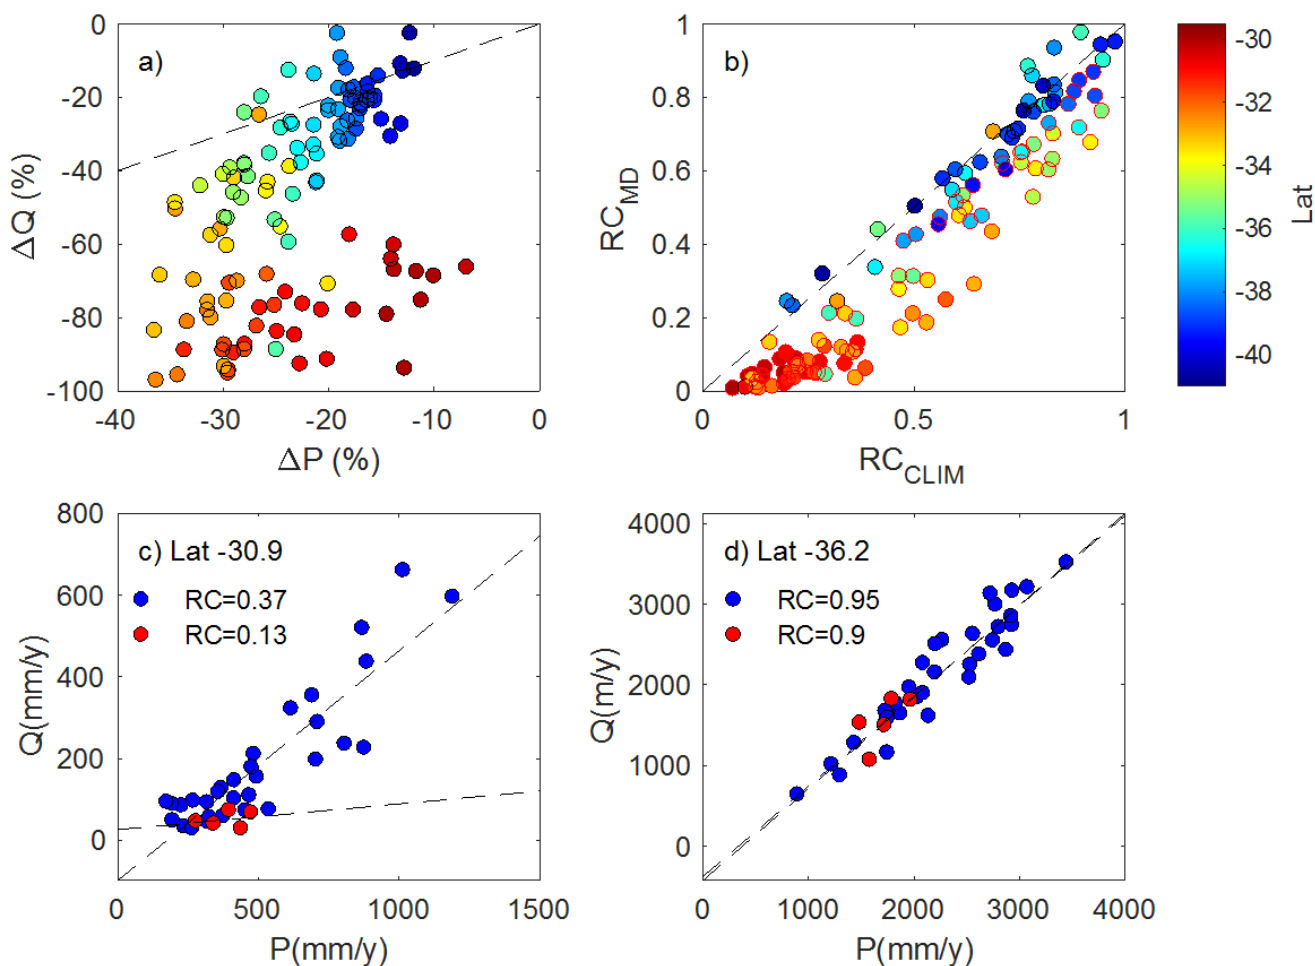 a)
0
-20
-40
-60
-80
-100
ΔQ (%)
-40
-30
-20
-10
0
ΔP (%)
b)
1
0.8
0.6
0.4
0.2
0
RC_MD
0
0.5
1
RC_CLIM
-30
-32
-34
-36
-38
-40
Lat
c) Lat -30.9
RC=0.37
RC=0.13
800
600
400
200
0
Q(mm/y)
0
500
1000
1500
P(mm/y)
d) Lat -36.2
RC=0.95
RC=0.9
4000
3000
2000
1000
0
Q(m/y)
0
1000
2000
3000
4000
P(mm/y)